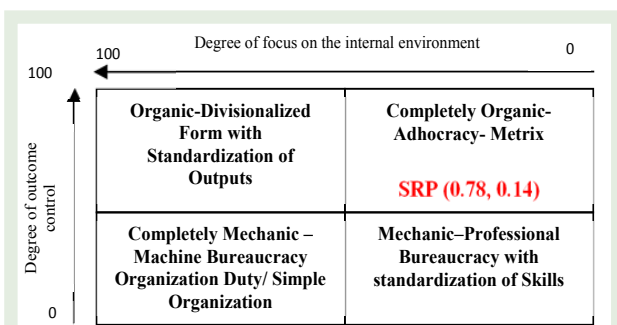 Degree of focus on the internal environment
100
0
100
Degree of outcome
control
0
Organic-Divisionalized
Form with
Standardization of
Outputs
Completely Organic-
Adhocracy- Metrix
SRP (0.78, 0.14)
Completely Mechanic –
Machine Bureaucracy
Organization Duty/ Simple
Organization
Mechanic–Professional
Bureaucracy with
standardization of Skills